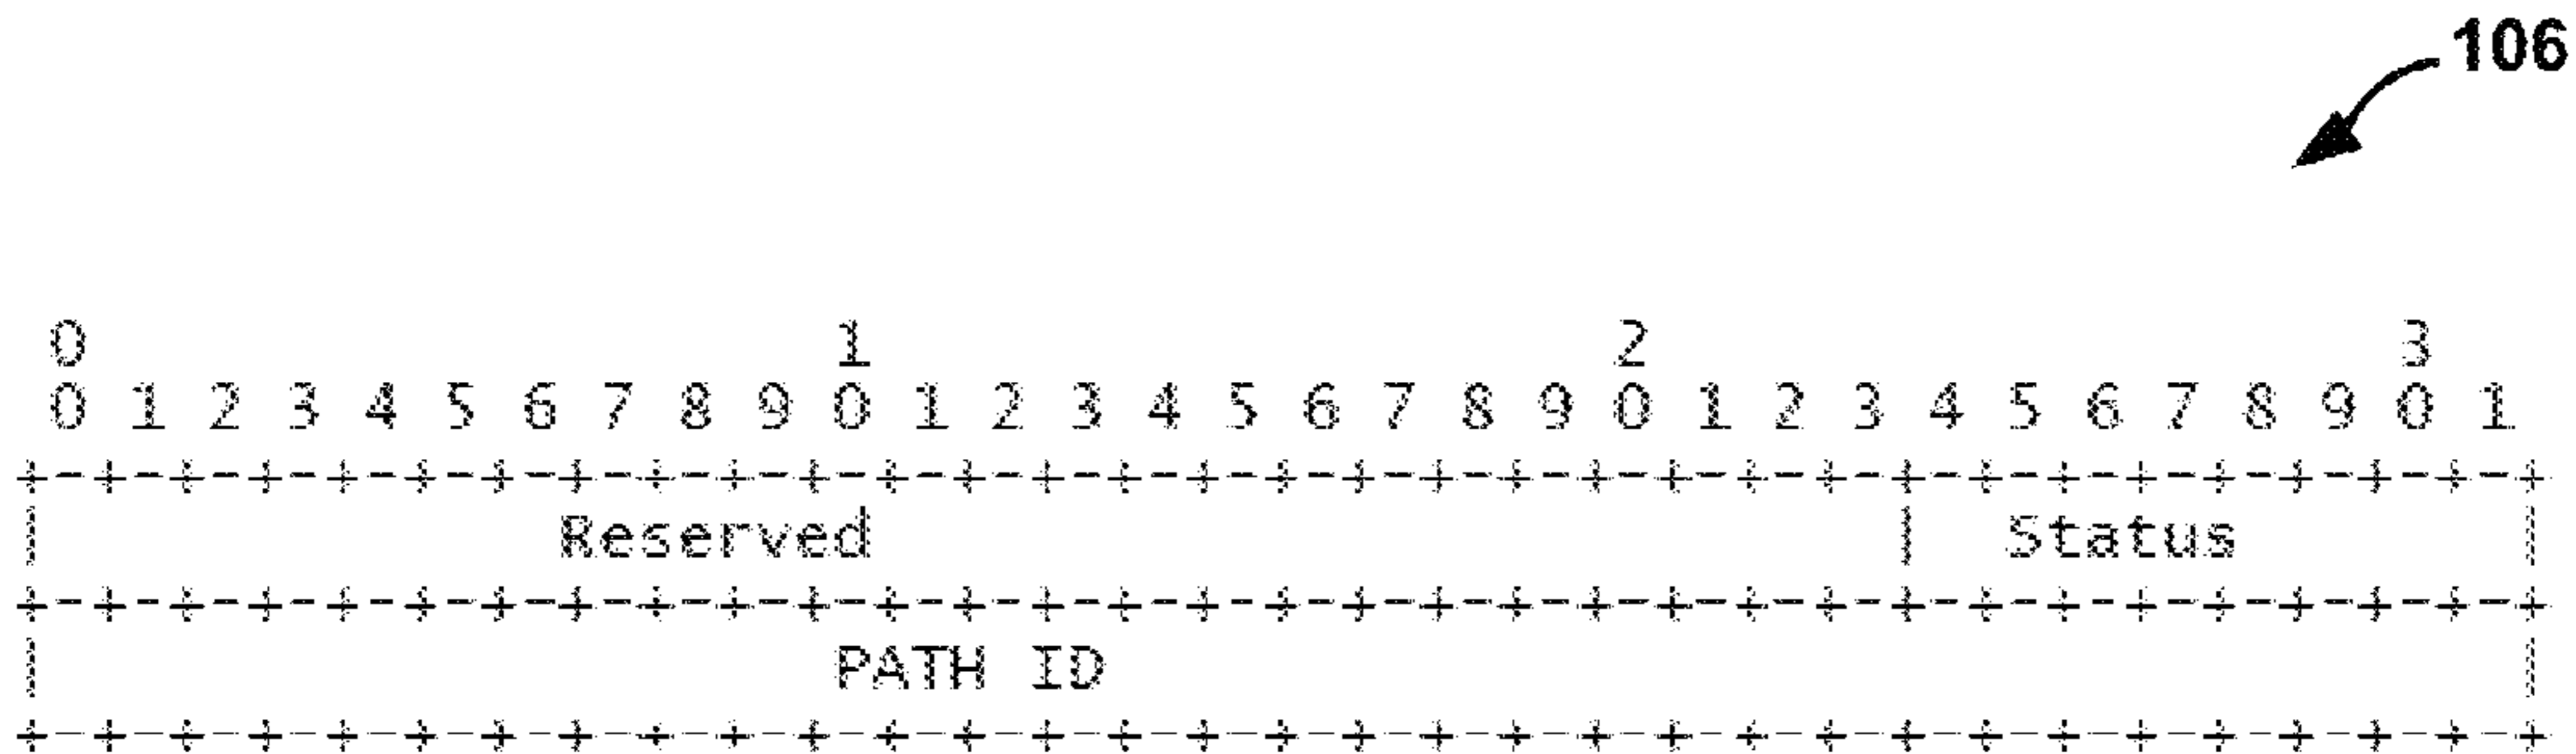 106
 0                   1                   2                   3
 0 1 2 3 4 5 6 7 8 9 0 1 2 3 4 5 6 7 8 9 0 1 2 3 4 5 6 7 8 9 0 1
+-+-+-+-+-+-+-+-+-+-+-+-+-+-+-+-+-+-+-+-+-+-+-+-+-+-+-+-+-+-+-+-+
|             Reserved                          |  Status       |
+-+-+-+-+-+-+-+-+-+-+-+-+-+-+-+-+-+-+-+-+-+-+-+-+-+-+-+-+-+-+-+-+
|                    PATH ID                                    |
+-+-+-+-+-+-+-+-+-+-+-+-+-+-+-+-+-+-+-+-+-+-+-+-+-+-+-+-+-+-+-+-+